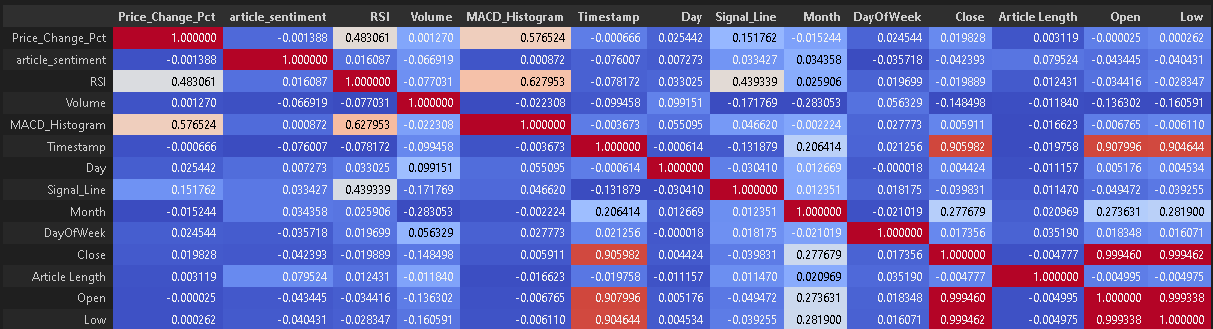 Price_Change_Pct article_sentiment RSI Volume MACD_Histogram Timestamp Day Signal_Line Month DayOfWeek Close Article Length Open Low
Price_Change_Pct 1.000000 -0.001388 0.483061 0.001270 0.576524 -0.000666 0.025442 0.151762 -0.015244 0.024544 0.019828 0.003119 -0.000025 0.000262
article_sentiment -0.001388 1.000000 0.016087 -0.066919 0.000872 -0.076007 0.007273 0.033427 0.034358 -0.035718 -0.042393 0.079524 -0.043445 -0.040431
RSI 0.483061 0.016087 1.000000 -0.077031 0.627953 -0.078172 0.033025 0.439339 0.025906 0.019699 -0.019889 0.012431 -0.034416 -0.028347
Volume 0.001270 -0.066919 -0.077031 1.000000 -0.022308 -0.099458 0.099151 -0.171769 -0.283053 0.056329 -0.148498 -0.011840 -0.136302 -0.160591
MACD_Histogram 0.576524 0.000872 0.627953 -0.022308 1.000000 -0.003673 0.055095 0.046620 -0.002224 0.027773 0.005911 -0.016623 -0.006765 -0.006110
Timestamp -0.000666 -0.076007 -0.078172 -0.099458 -0.003673 1.000000 -0.000614 -0.131879 0.206414 0.021256 0.905982 -0.019758 0.907996 0.904644
Day 0.025442 0.007273 0.033025 0.099151 0.055095 -0.000614 1.000000 -0.030410 0.012669 -0.000018 0.004424 -0.011157 0.005176 0.004534
Signal_Line 0.151762 0.033427 0.439339 -0.171769 0.046620 -0.131879 -0.030410 1.000000 0.012351 0.018175 -0.039831 0.011470 -0.049472 -0.039255
Month -0.015244 0.034358 0.025906 -0.283053 -0.002224 0.206414 0.012669 0.012351 1.000000 -0.021019 0.277679 0.020969 0.273631 0.281900
DayOfWeek 0.024544 -0.035718 0.019699 0.056329 0.027773 0.021256 -0.000018 0.018175 -0.021019 1.000000 0.017356 0.035190 0.018348 0.016071
Close 0.019828 -0.042393 -0.019889 -0.148498 0.005911 0.905982 0.004424 -0.039831 0.277679 0.017356 1.000000 -0.004777 0.999460 0.999462
Article Length 0.003119 0.079524 0.012431 -0.011840 -0.016623 -0.019758 -0.011157 0.011470 0.020969 0.035190 -0.004777 1.000000 -0.004995 -0.004975
Open -0.000025 -0.043445 -0.034416 -0.136302 -0.006765 0.907996 0.005176 -0.049472 0.273631 0.018348 0.999460 -0.004995 1.000000 0.999338
Low 0.000262 -0.040431 -0.028347 -0.160591 -0.006110 0.904644 0.004534 -0.039255 0.281900 0.016071 0.999462 -0.004975 0.999338 1.000000